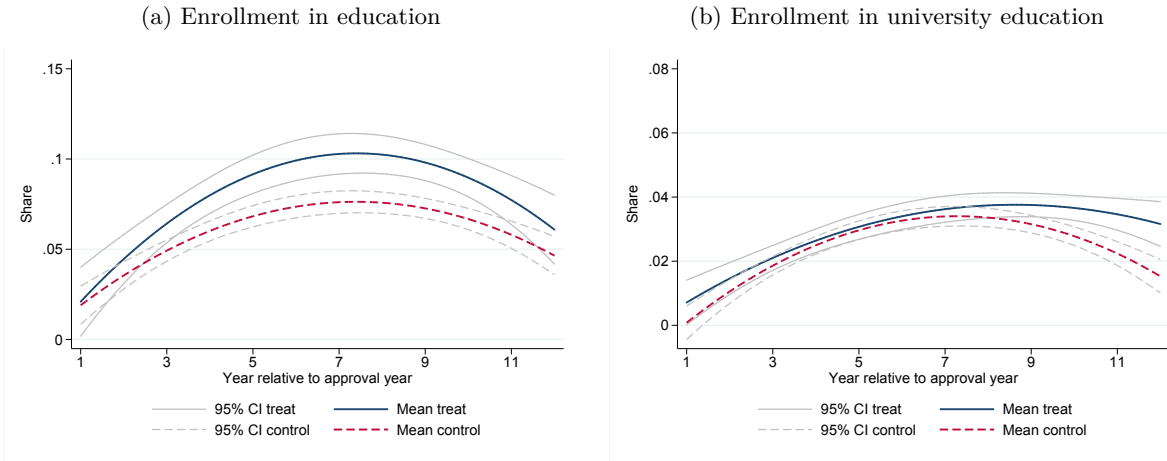 (a) Enrollment in education
.15
.1
.05
0
Share
1 3 5 7 9 11
Year relative to approval year
95% CI treat Mean treat
95% CI control Mean control
(b) Enrollment in university education
.08
.06
.04
.02
0
Share
1 3 5 7 9 11
Year relative to approval year
95% CI treat Mean treat
95% CI control Mean control